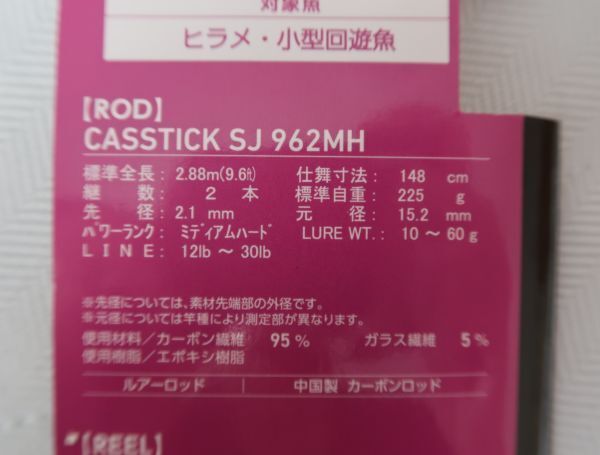 対象魚
ヒラメ・小型回遊魚
【ROD】
CASSTICK SJ 962MH
標準全長： 2.88m(9.6ft) 仕舞寸法： 148 cm
継 数： 2 本 標準自重： 225 g
先 径： 2.1 mm 元 径： 15.2 mm
ﾊﾟﾜｰランク： ﾐﾃﾞｨｱﾑﾊｰﾄﾞ LURE WT.： 10 ～ 60 g
ＬＩＮＥ： 12lb ～ 30lb
※先径については、素材先端部の外径です。
※元径については竿種により測定部が異なります。
使用材料／カーボン繊維 95 % ガラス繊維 5 %
使用樹脂／エポキシ樹脂
ルアーロッド 中国製 カーボンロッド
【REEL】